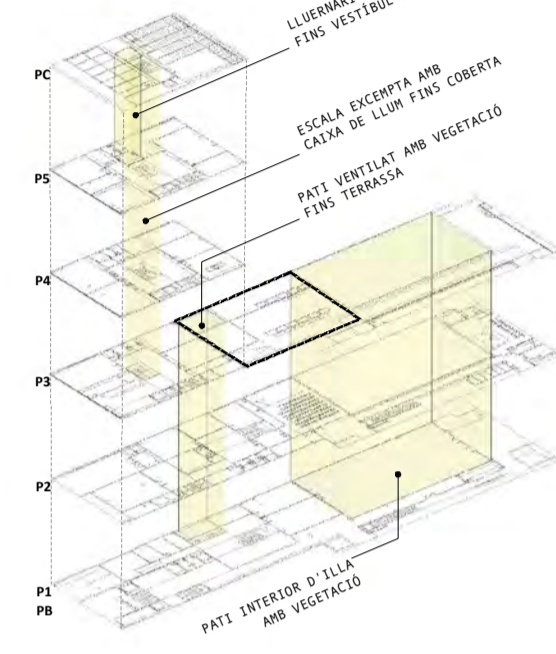 LLUERNARI
FINS VESTÍBUL
PC
ESCALA EXEMPTA AMB
CAIXA DE LLUM FINS COBERTA
P5
PATI VENTILAT AMB VEGETACIÓ
FINS TERRASSA
P4
P3
P2
P1
PB
PATI INTERIOR D'ILLA
AMB VEGETACIÓ